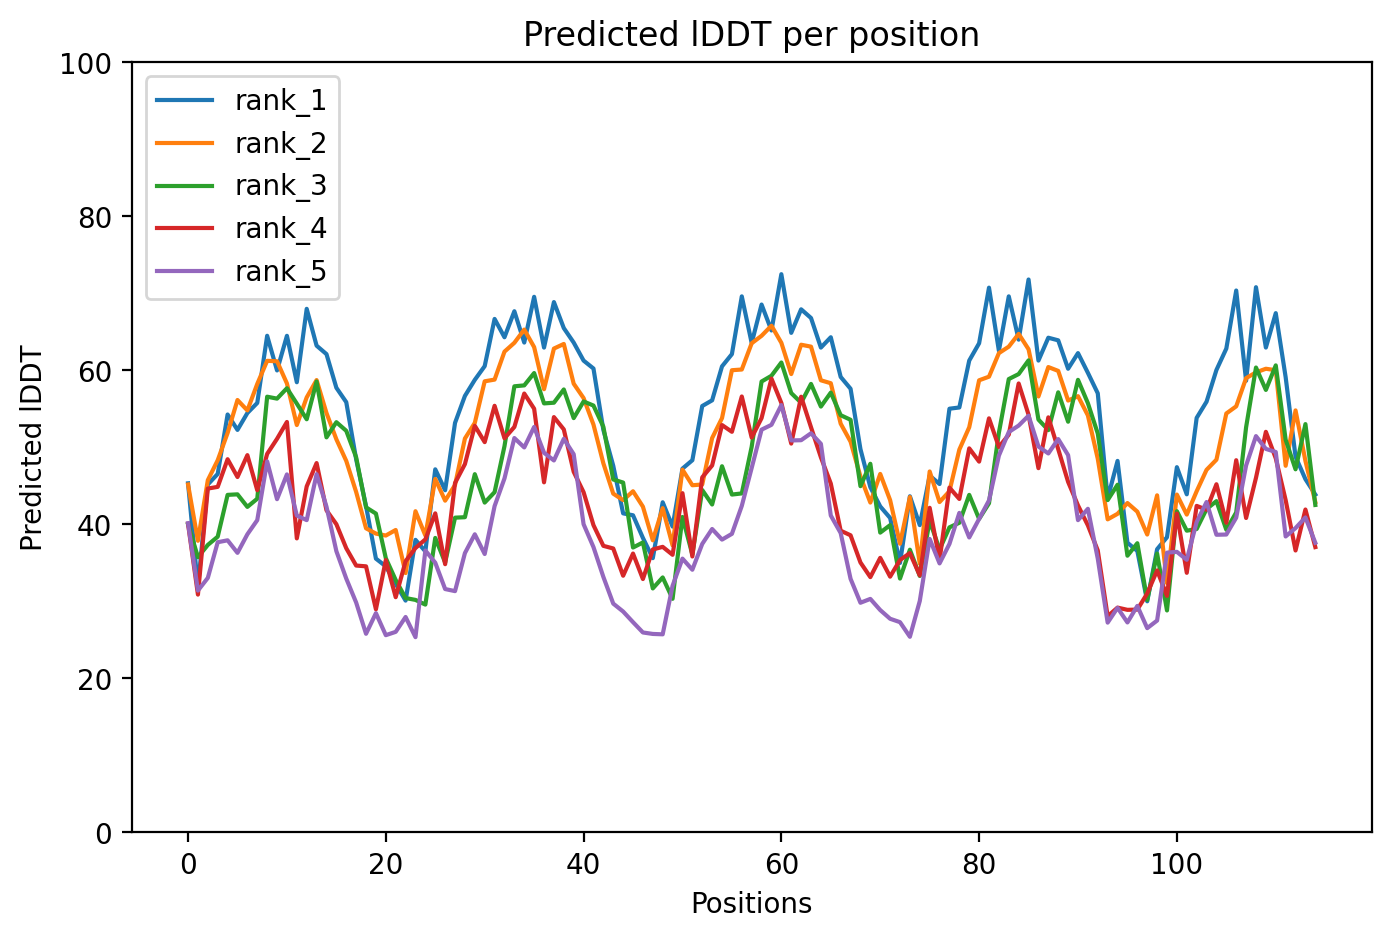 Predicted lDDT per position
100
80
60
40
20
0
Predicted lDDT
rank_1
rank_2
rank_3
rank_4
rank_5
0 20 40 60 80 100
Positions